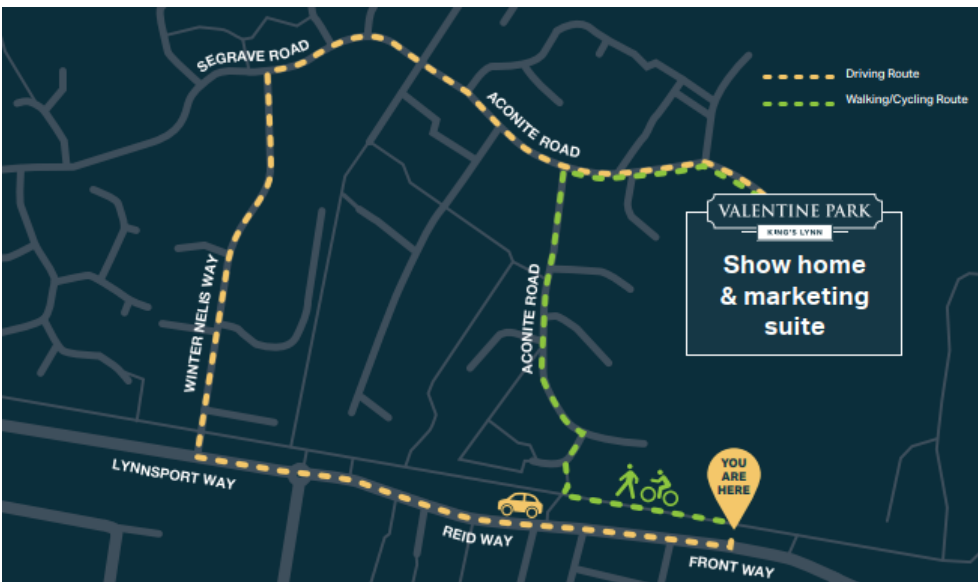 SEGRAVE ROAD
Driving Route
Walking/Cycling Route
ACONITE ROAD
VALENTINE PARK
KING'S LYNN
Show home
& marketing
suite
ACONITE ROAD
WINTER NELIS WAY
LYNNSPORT WAY
YOU
ARE
HERE
REID WAY
FRONT WAY